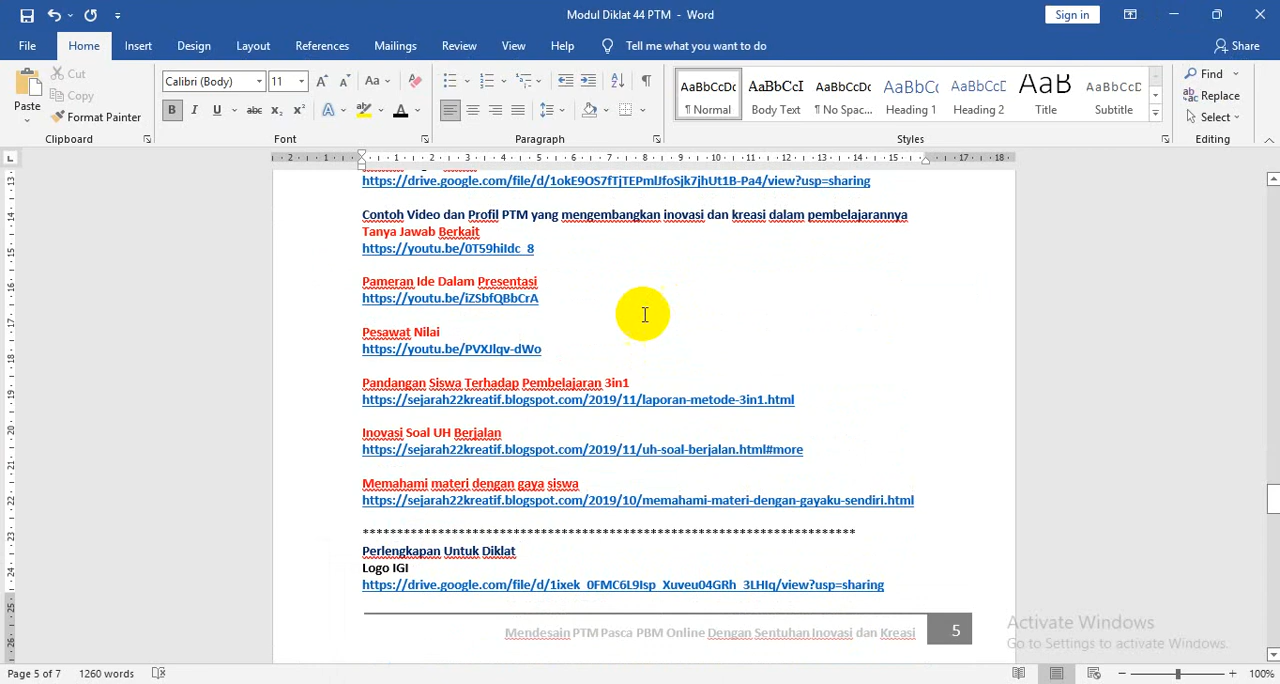 Modul Diklat 44 PTM - Word
Sign in
File Home Insert Design Layout References Mailings Review View Help Tell me what you want to do Share
Paste
Cut
Copy
Format Painter
Clipboard
Calibri (Body) 11
Font
Paragraph
AaBbCcDc AaBbCcI AaBbCcDc AaBbCc AaBbCcD AaB AaBbCcD
¶ Normal Body Text ¶ No Spac... Heading 1 Heading 2 Title Subtitle
Styles
Find
Replace
Select
Editing
https://drive.google.com/file/d/1okE9OS7fTjTEPmlJfoSjk7jhUt1B-Pa4/view?usp=sharing
Contoh Video dan Profil PTM yang mengembangkan inovasi dan kreasi dalam pembelajarannya
Tanya Jawab Berkait
https://youtu.be/0T59hiIdc_8
Pameran Ide Dalam Presentasi
https://youtu.be/iZSbfQBbCrA
Pesawat Nilai
https://youtu.be/PVXJlqv-dWo
Pandangan Siswa Terhadap Pembelajaran 3in1
https://sejarah22kreatif.blogspot.com/2019/11/laporan-metode-3in1.html
Inovasi Soal UH Berjalan
https://sejarah22kreatif.blogspot.com/2019/11/uh-soal-berjalan.html#more
Memahami materi dengan gaya siswa
https://sejarah22kreatif.blogspot.com/2019/10/memahami-materi-dengan-gayaku-sendiri.html
************************************************************************
Perlengkapan Untuk Diklat
Logo IGI
https://drive.google.com/file/d/1ixek_0FMC6L9Isp_Xuveu04GRh_3LHIq/view?usp=sharing
Mendesain PTM Pasca PBM Online Dengan Sentuhan Inovasi dan Kreasi 5
Activate Windows
Go to Settings to activate Windows.
Page 5 of 7 1260 words 100%